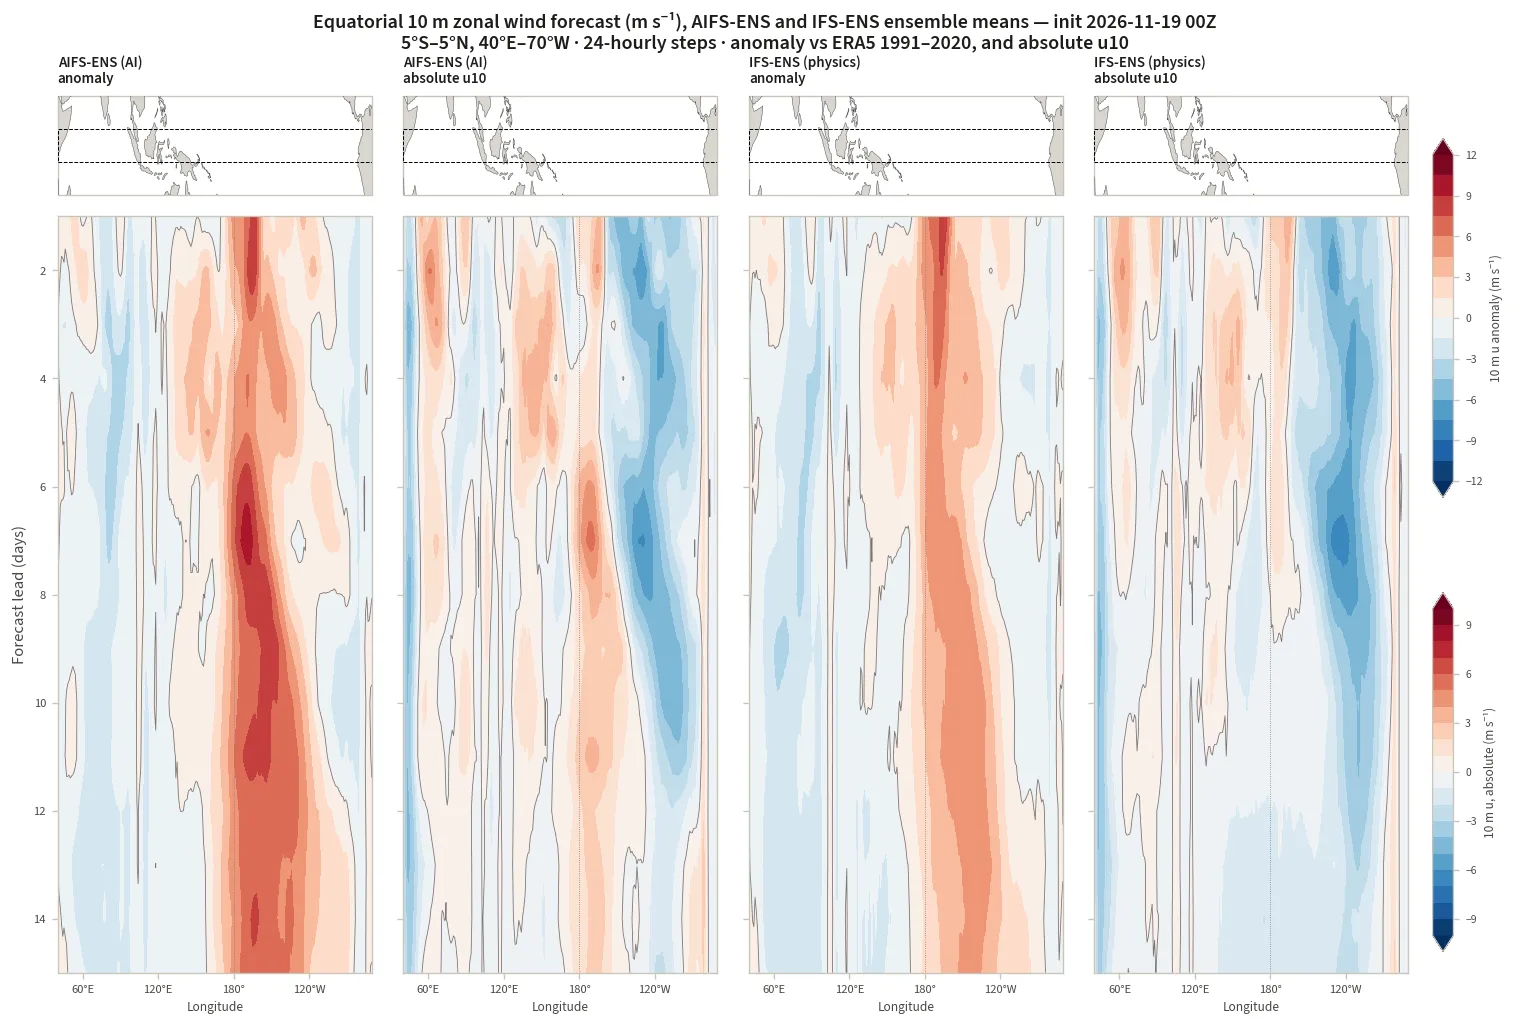 Equatorial 10 m zonal wind forecast (m s⁻¹), AIFS-ENS and IFS-ENS ensemble means — init 2026-11-19 00Z
5°S–5°N, 40°E–70°W · 24-hourly steps · anomaly vs ERA5 1991–2020, and absolute u10
AIFS-ENS (AI)
anomaly
AIFS-ENS (AI)
absolute u10
IFS-ENS (physics)
anomaly
IFS-ENS (physics)
absolute u10
Forecast lead (days)
2
4
6
8
10
12
14
60°E 120°E 180° 120°W
Longitude
60°E 120°E 180° 120°W
Longitude
60°E 120°E 180° 120°W
Longitude
60°E 120°E 180° 120°W
Longitude
12
9
6
3
0
−3
−6
−9
−12
10 m u anomaly (m s⁻¹)
9
6
3
0
−3
−6
−9
10 m u, absolute (m s⁻¹)